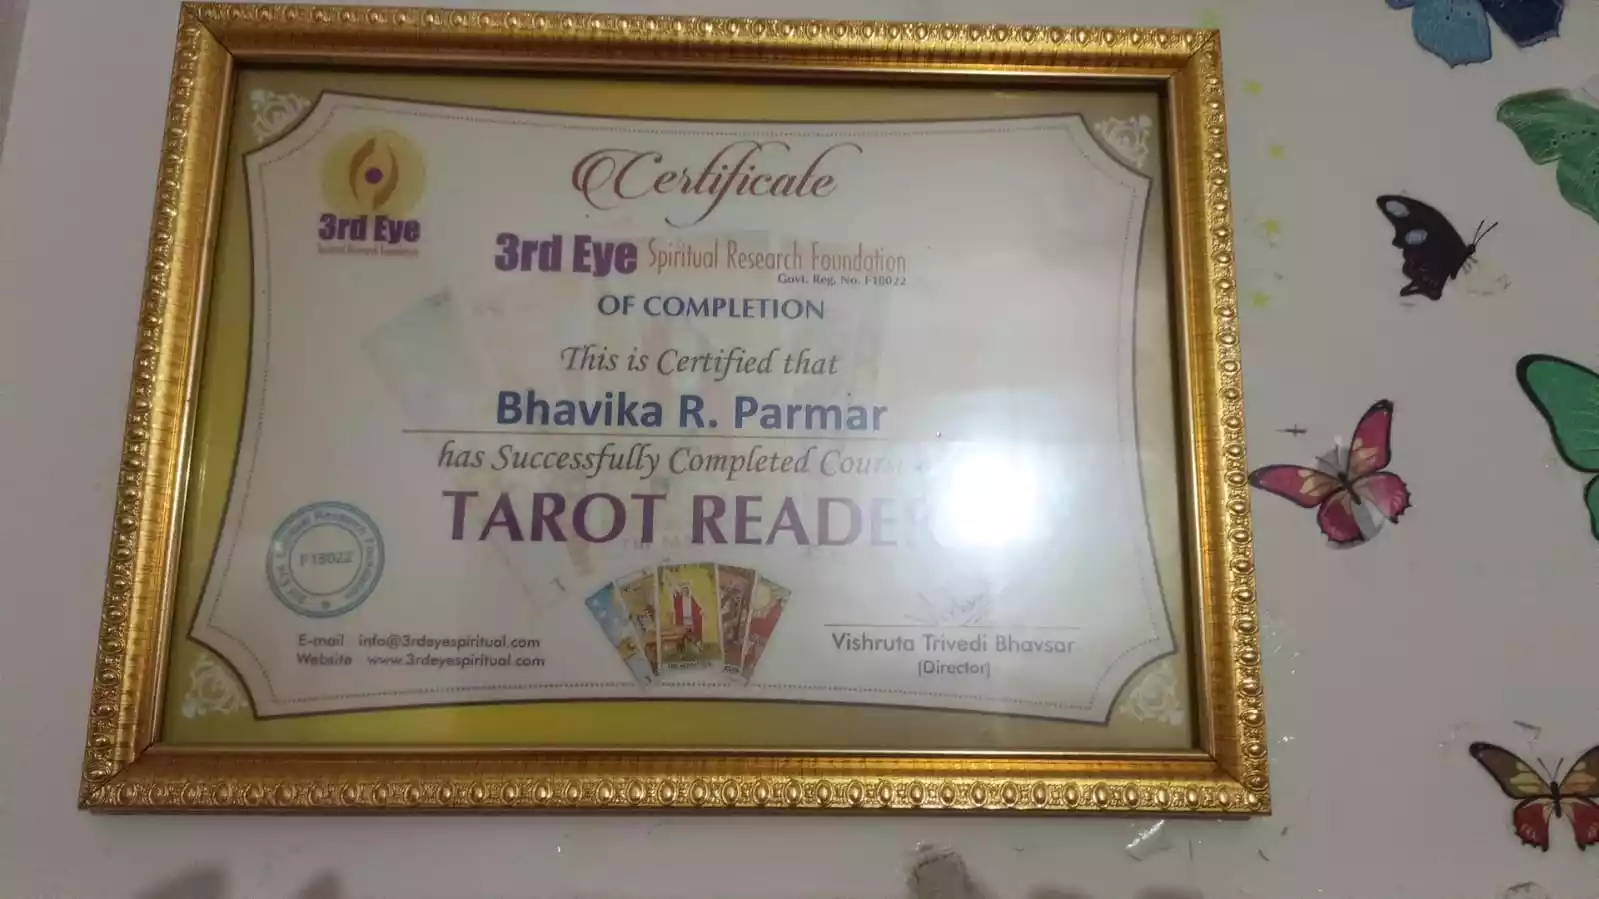 Certificate
3rd Eye
3rd Eye Spiritual Research Foundation
Govt. Reg. No. F18022
OF COMPLETION
This is Certified that
Bhavika R. Parmar
has Successfully Completed
TAROT READE
F18022
E-mail info@3rdeyespiritual.com
Website www.3rdeyespiritual.com
Vishruta Trivedi Bhavsar
(Director)